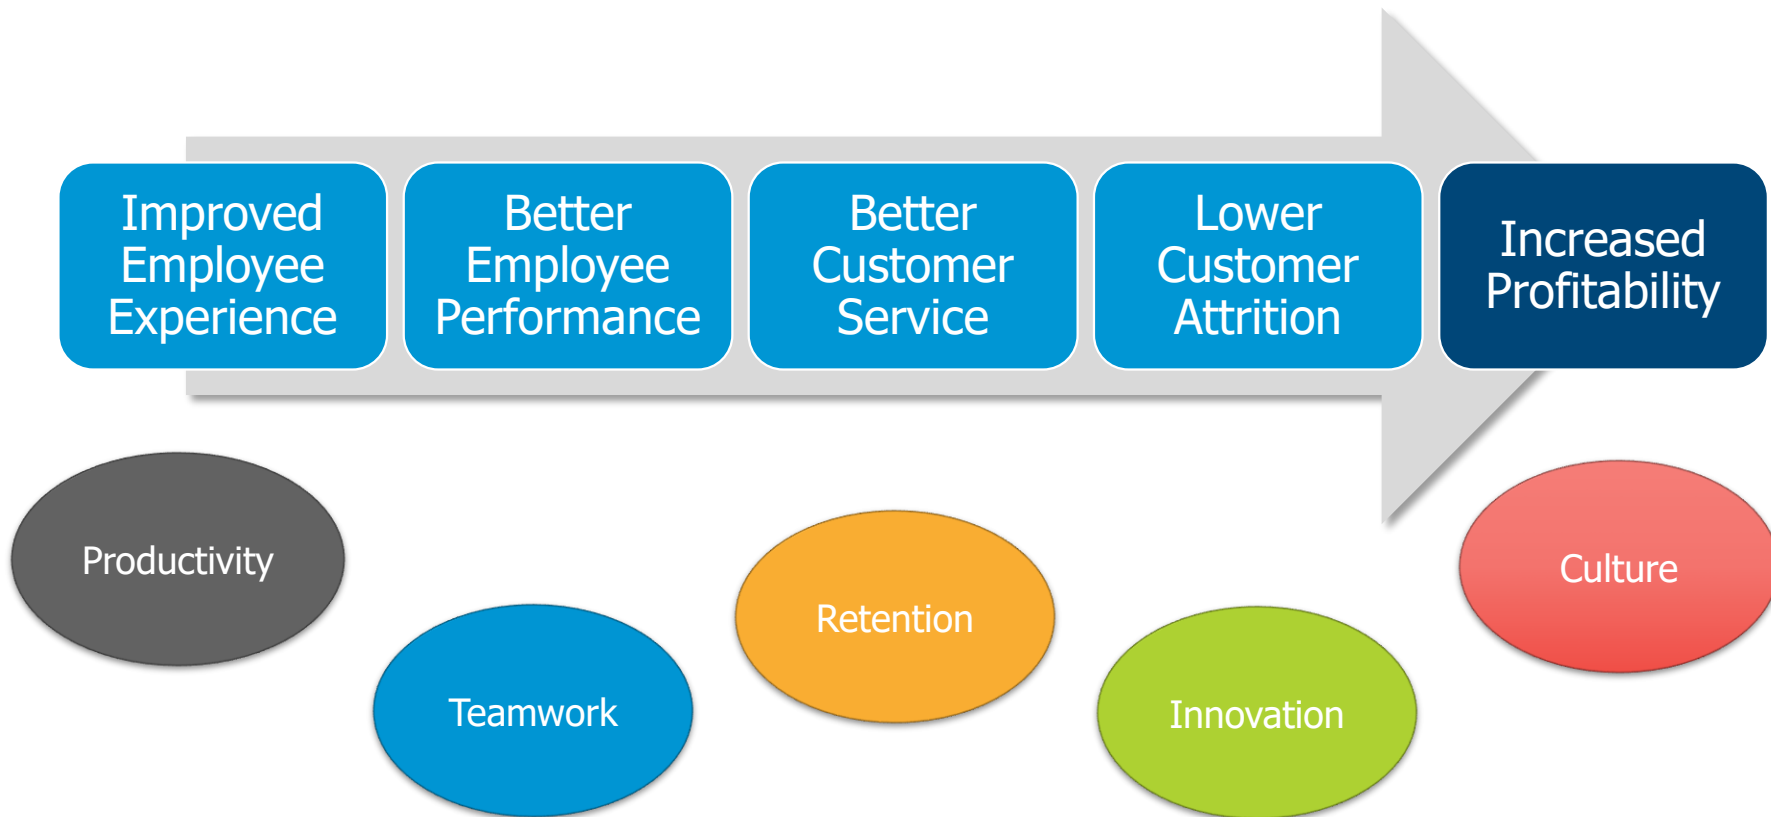 Improved
Employee
Experience
Better
Employee
Performance
Better
Customer
Service
Lower
Customer
Attrition
Increased
Profitability
Productivity
Teamwork
Retention
Innovation
Culture